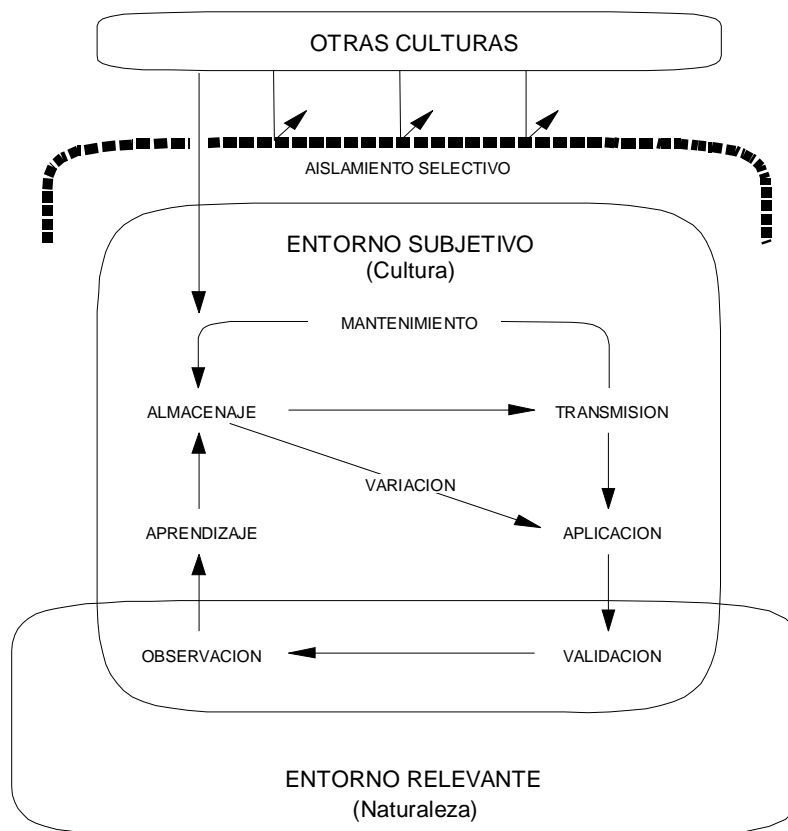 OTRAS CULTURAS
AISLAMIENTO SELECTIVO
ENTORNO SUBJETIVO
(Cultura)
MANTENIMIENTO
ALMACENAJE
TRANSMISION
VARIACION
APRENDIZAJE
APLICACION
OBSERVACION
VALIDACION
ENTORNO RELEVANTE
(Naturaleza)